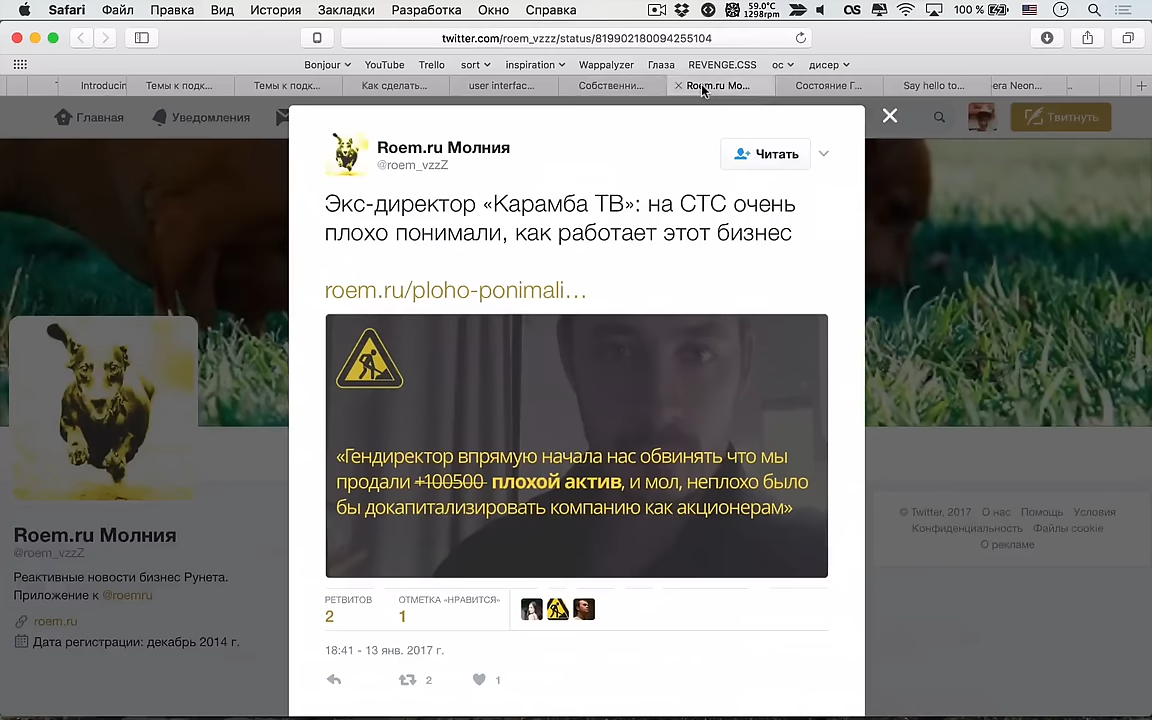 Safari Файл Правка Вид История Закладки Разработка Окно Справка
59.0°C
1298rpm
100 %
twitter.com/roem_vzzz/status/819902180094255104
Bonjour YouTube Trello sort inspiration Wappalyzer Глаза REVENGE.CSS ос дисер
Introducin Темы к подк... Темы к подк... Как сделать... user interfac... Собственни... Roem.ru Mo... Состояние Г... Say hello to... era Neon...
Главная Уведомления Твитнуть
Roem.ru Молния
@roem_vzzZ
Читать
Экс-директор «Карамба ТВ»: на СТС очень
плохо понимали, как работает этот бизнес
roem.ru/ploho-ponimali…
«Гендиректор впрямую начала нас обвинять что мы
продали +100500 плохой актив, и мол, неплохо было
бы докапитализировать компанию как акционерам»
РЕТВИТОВ ОТМЕТКА «НРАВИТСЯ»
2 1
18:41 - 13 янв. 2017 г.
2 1
Roem.ru Молния
@roem_vzzZ
Реактивные новости бизнес Рунета.
Приложение к @roemru
roem.ru
Дата регистрации: декабрь 2014 г.
© Twitter, 2017 О нас Помощь Условия
Конфиденциальность Файлы cookie
О рекламе